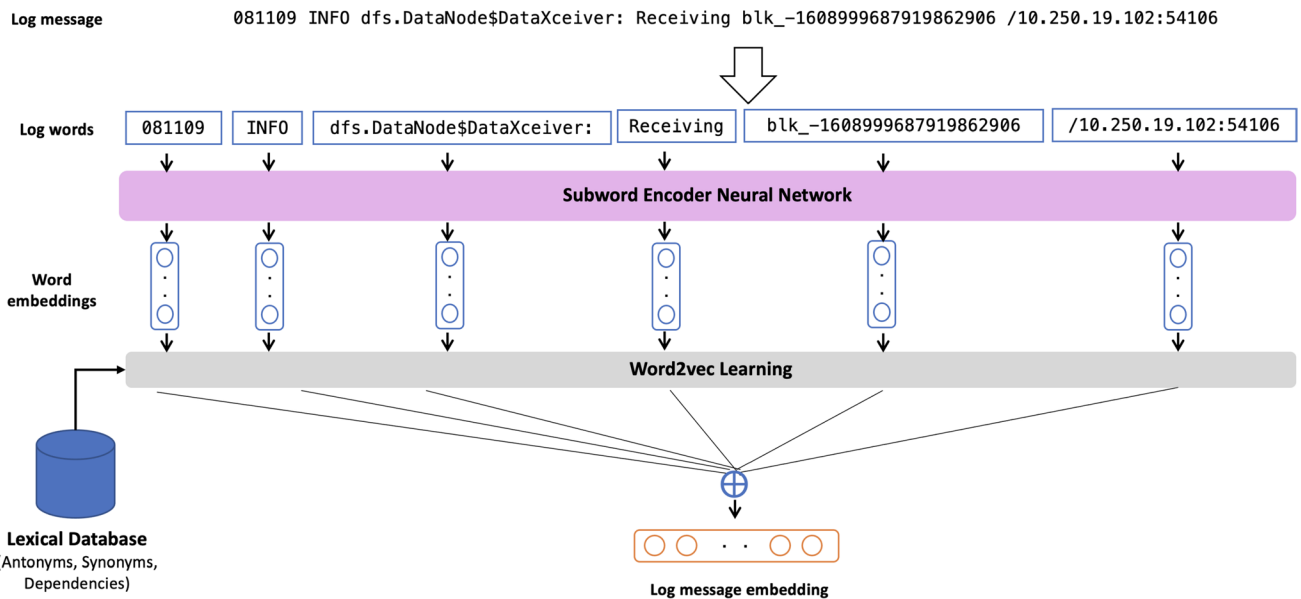 Log message
081109 INFO dfs.DataNode$DataXceiver: Receiving blk_-1608999687919862906 /10.250.19.102:54106
Log words
081109
INFO
dfs.DataNode$DataXceiver:
Receiving
blk_-1608999687919862906
/10.250.19.102:54106
Subword Encoder Neural Network
Word
embeddings
Word2vec Learning
Lexical Database
(Antonyms, Synonyms,
Dependencies)
Log message embedding